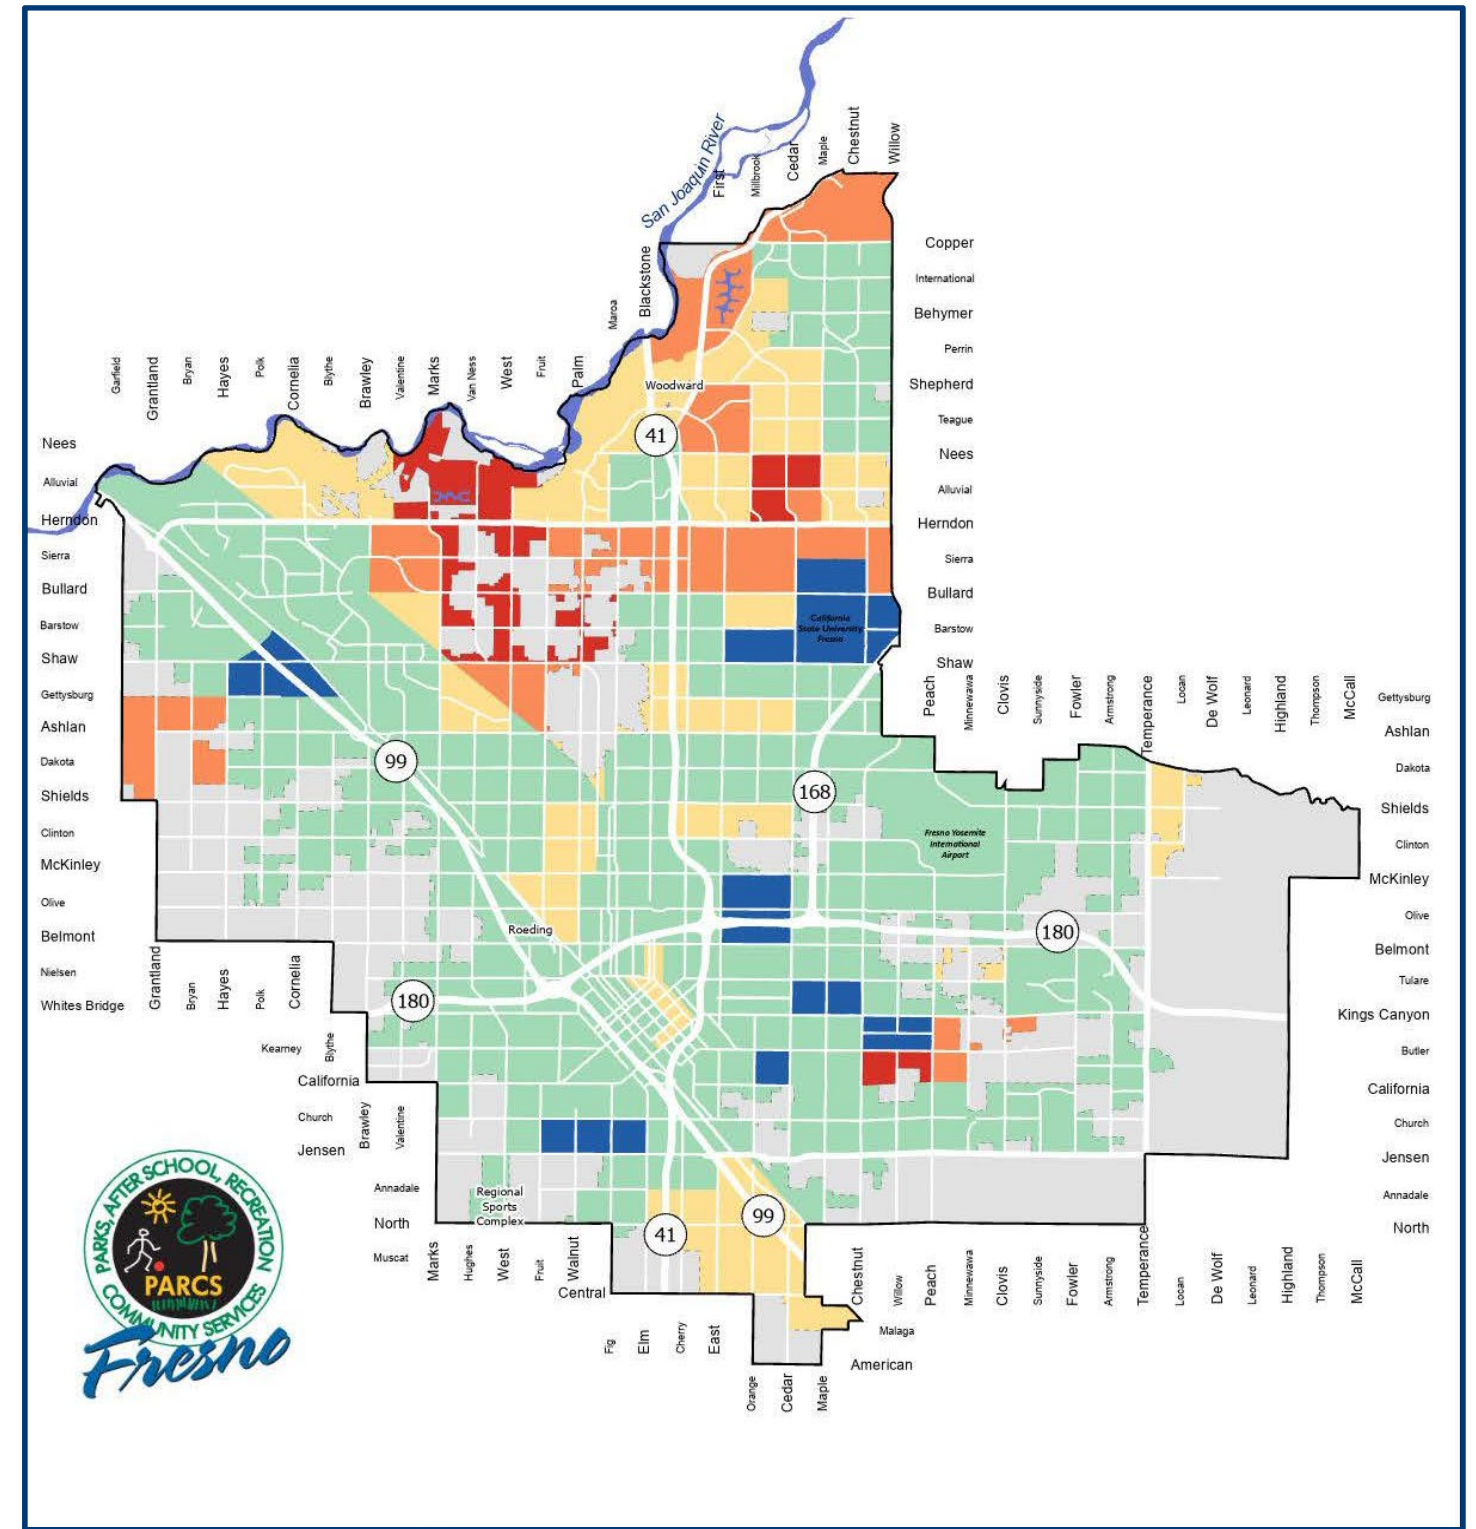 San Joaquin River
First
Millbrook
Cedar
Maple
Chestnut
Willow
Blackstone
Maroa
Garfield
Grantland
Bryan
Hayes
Polk
Cornelia
Blythe
Brawley
Valentine
Marks
Van Ness
West
Fruit
Palm
Copper
International
Behymer
Perrin
Shepherd
Teague
Nees
Alluvial
Herndon
Sierra
Bullard
Barstow
Shaw
Woodward
41
Nees
Alluvial
Herndon
Sierra
Bullard
Barstow
Shaw
Gettysburg
Ashlan
Dakota
Shields
Clinton
McKinley
Olive
Belmont
Nielsen
Whites Bridge
California
State University
Fresno
Peach
Minnewawa
Clovis
Sunnyside
Fowler
Armstrong
Temperance
Locan
De Wolf
Leonard
Highland
Thompson
McCall
Gettysburg
Ashlan
Dakota
Shields
Clinton
McKinley
Olive
Belmont
Tulare
Kings Canyon
Butler
California
Church
Jensen
Annadale
North
99
168
Fresno Yosemite
International
Airport
Roeding
180
180
Grantland
Bryan
Hayes
Polk
Cornelia
Kearney
Blythe
California
Church
Jensen
Brawley
Valentine
Annadale
North
Muscat
Regional
Sports
Complex
41
99
Marks
Hughes
West
Fruit
Walnut
Central
Fig
Elm
Cherry
East
Orange
Cedar
Maple
Chestnut
Willow
Peach
Minnewawa
Clovis
Sunnyside
Fowler
Armstrong
Temperance
Locan
De Wolf
Leonard
Highland
Thompson
McCall
Malaga
American
PARKS, AFTER SCHOOL, RECREATION
COMMUNITY SERVICES
PARCS
Fresno